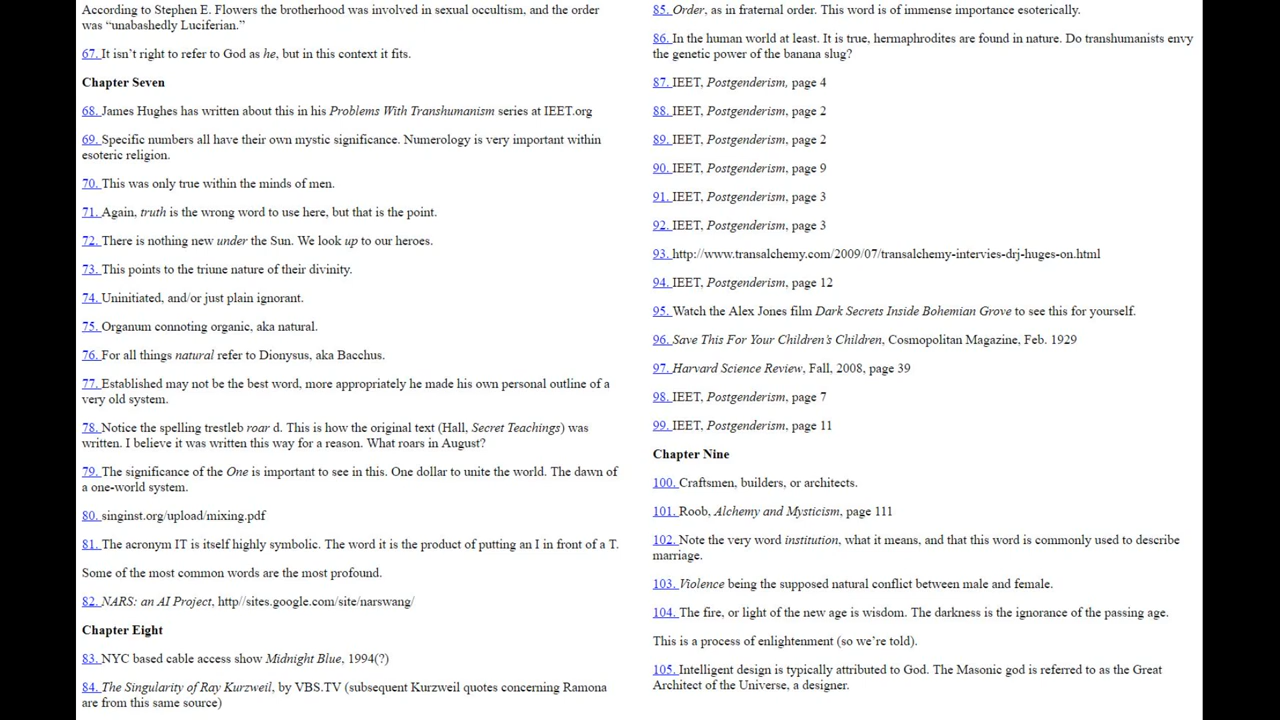 According to Stephen E. Flowers the brotherhood was involved in sexual occultism, and the order
was “unabashedly Luciferian.”
67. It isn’t right to refer to God as he, but in this context it fits.
Chapter Seven
68. James Hughes has written about this in his Problems With Transhumanism series at IEET.org
69. Specific numbers all have their own mystic significance. Numerology is very important within
esoteric religion.
70. This was only true within the minds of men.
71. Again, truth is the wrong word to use here, but that is the point.
72. There is nothing new under the Sun. We look up to our heroes.
73. This points to the triune nature of their divinity.
74. Uninitiated, and/or just plain ignorant.
75. Organum connoting organic, aka natural.
76. For all things natural refer to Dionysus, aka Bacchus.
77. Established may not be the best word, more appropriately he made his own personal outline of a
very old system.
78. Notice the spelling trestleb roar d. This is how the original text (Hall, Secret Teachings) was
written. I believe it was written this way for a reason. What roars in August?
79. The significance of the One is important to see in this. One dollar to unite the world. The dawn of
a one-world system.
80. singinst.org/upload/mixing.pdf
81. The acronym IT is itself highly symbolic. The word it is the product of putting an I in front of a T.
Some of the most common words are the most profound.
82. NARS: an AI Project, http//sites.google.com/site/narswang/
Chapter Eight
83. NYC based cable access show Midnight Blue, 1994(?)
84. The Singularity of Ray Kurzweil, by VBS.TV (subsequent Kurzweil quotes concerning Ramona
are from this same source)
85. Order, as in fraternal order. This word is of immense importance esoterically.
86. In the human world at least. It is true, hermaphrodites are found in nature. Do transhumanists envy
the genetic power of the banana slug?
87. IEET, Postgenderism, page 4
88. IEET, Postgenderism, page 2
89. IEET, Postgenderism, page 2
90. IEET, Postgenderism, page 9
91. IEET, Postgenderism, page 3
92. IEET, Postgenderism, page 3
93. http://www.transalchemy.com/2009/07/transalchemy-intervies-drj-huges-on.html
94. IEET, Postgenderism, page 12
95. Watch the Alex Jones film Dark Secrets Inside Bohemian Grove to see this for yourself.
96. Save This For Your Children’s Children, Cosmopolitan Magazine, Feb. 1929
97. Harvard Science Review, Fall, 2008, page 39
98. IEET, Postgenderism, page 7
99. IEET, Postgenderism, page 11
Chapter Nine
100. Craftsmen, builders, or architects.
101. Roob, Alchemy and Mysticism, page 111
102. Note the very word institution, what it means, and that this word is commonly used to describe
marriage.
103. Violence being the supposed natural conflict between male and female.
104. The fire, or light of the new age is wisdom. The darkness is the ignorance of the passing age.
This is a process of enlightenment (so we’re told).
105. Intelligent design is typically attributed to God. The Masonic god is referred to as the Great
Architect of the Universe, a designer.